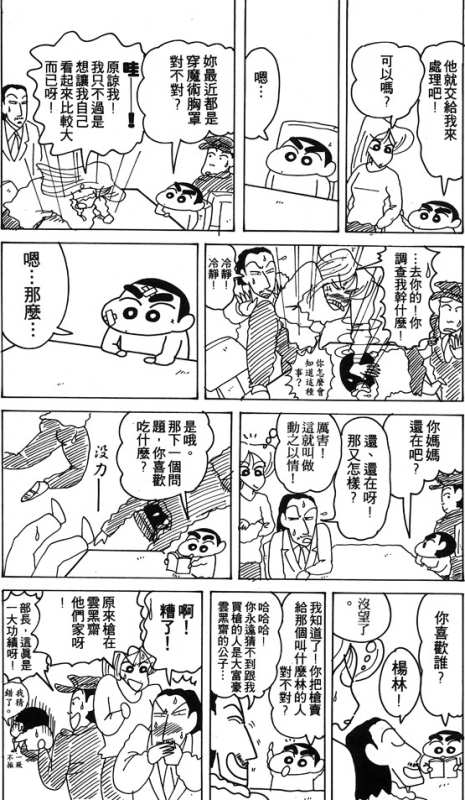 他就交給我來
處理吧！
可以嗎？
嗯…
妳最近都是
穿魔術胸罩
對不對？
哇！！
原諒我！
我只不過是
想讓我自己
看起來比較大
而已呀！
…去你的！你
調查我幹什麼！
你怎麼會
知道這種
事？
冷靜！
冷靜！
嗯…那麼…
你媽媽
還在吧？
還、還在呀！
那又怎樣？
厲害！
這就叫做
動之以情！
是哦。
那下一個問
題，你喜歡
吃什麼？
沒力
你喜歡誰？
楊林！
沒望了
。
我知道了！你把槍賣
給那個叫什麼林的人
對不對？
哈哈哈！
你永遠猜不到跟我
買槍的人是大富豪
雲黑齋的公子…
啊！
糟了！
原來槍在
雲黑齋
他們家呀
！
部長，這真是
一大功績呀！
我猜
錯了。